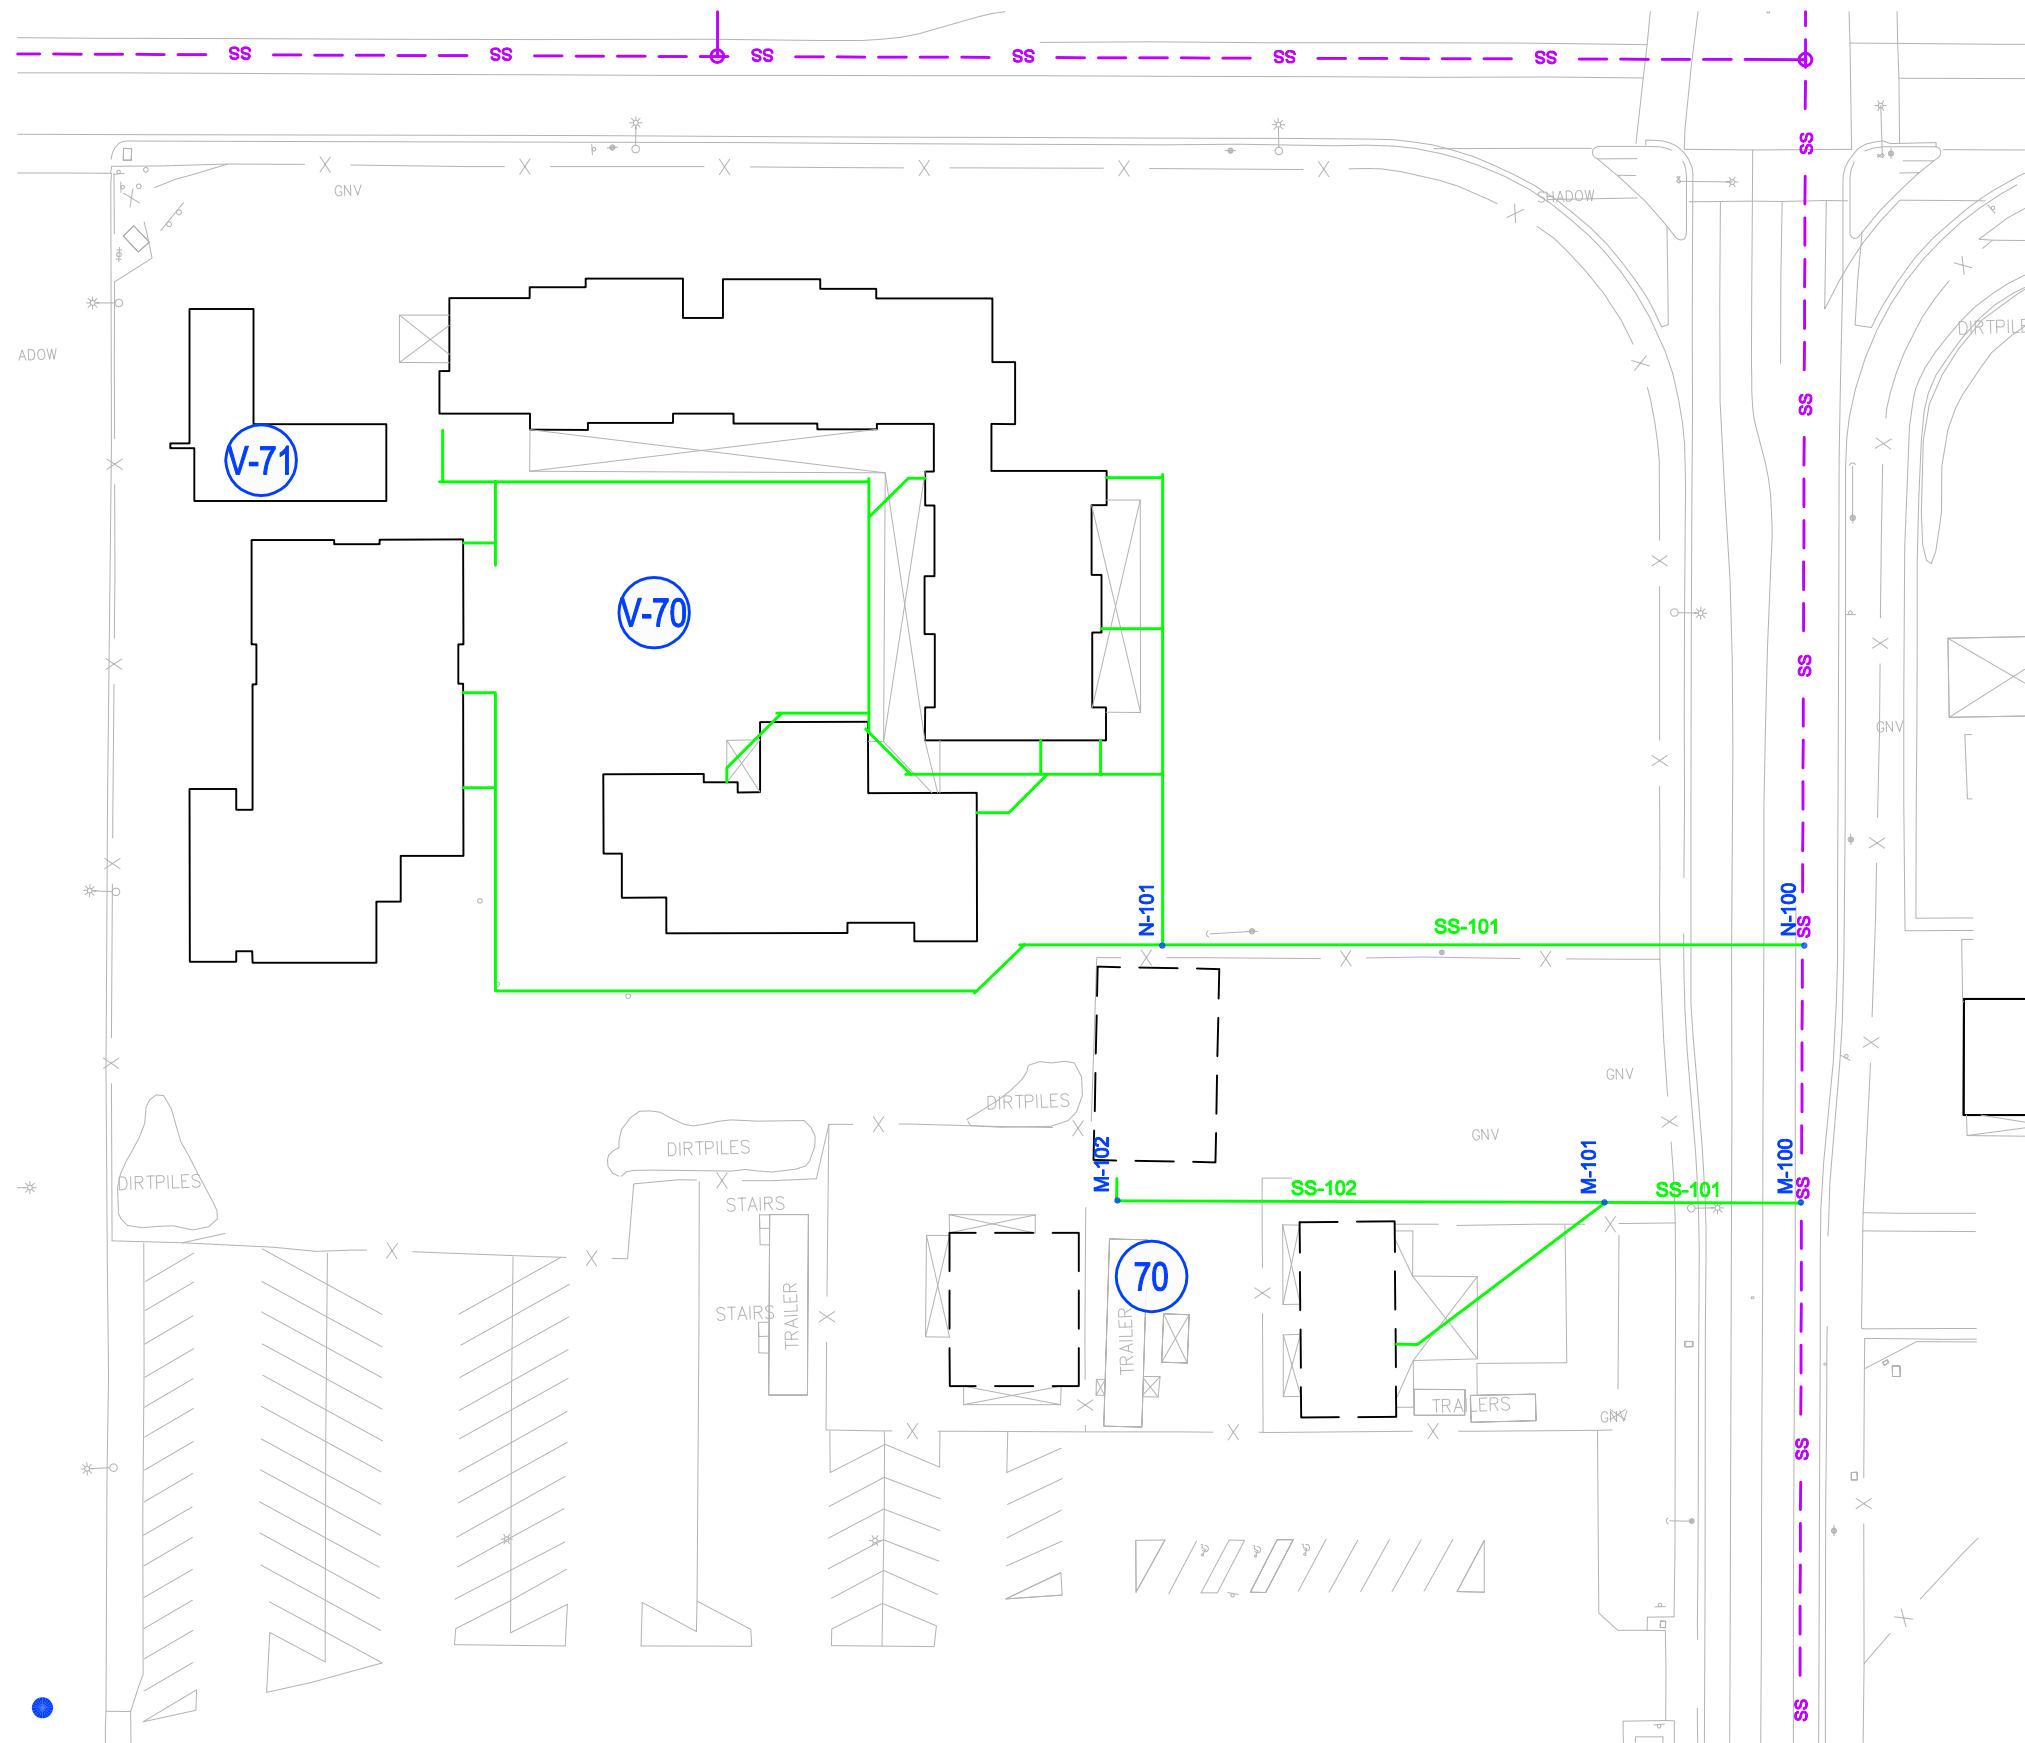 SS SS SS SS SS SS
SS
GNV
SHADOW
DIRTPILE
ADOW
SS
V-71
V-70
SS
GNV
N-101
SS-101
N-100
SS
GNV
DIRTPILES
GNV
DIRTPILES
DIRTPILES
M-102
SS-102
M-101
SS-101
M-100
SS
STAIRS
70
STAIRS
TRAILER
TRAILER
TRAILERS
GNV
SS
SS